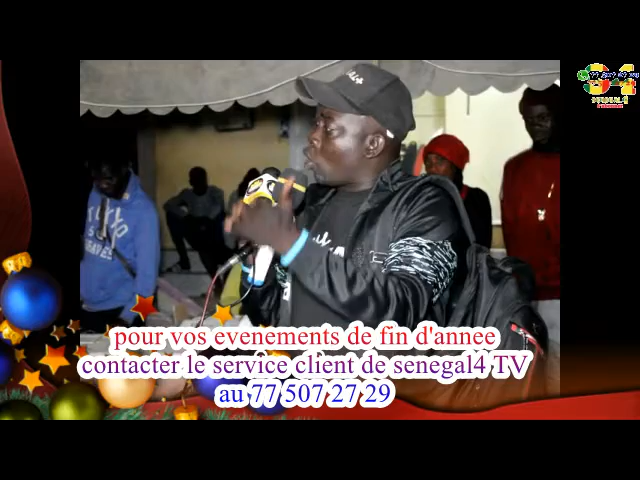 pour vos evenements de fin d'annee
contacter le service client de senegal4 TV
au 77 507 27 29